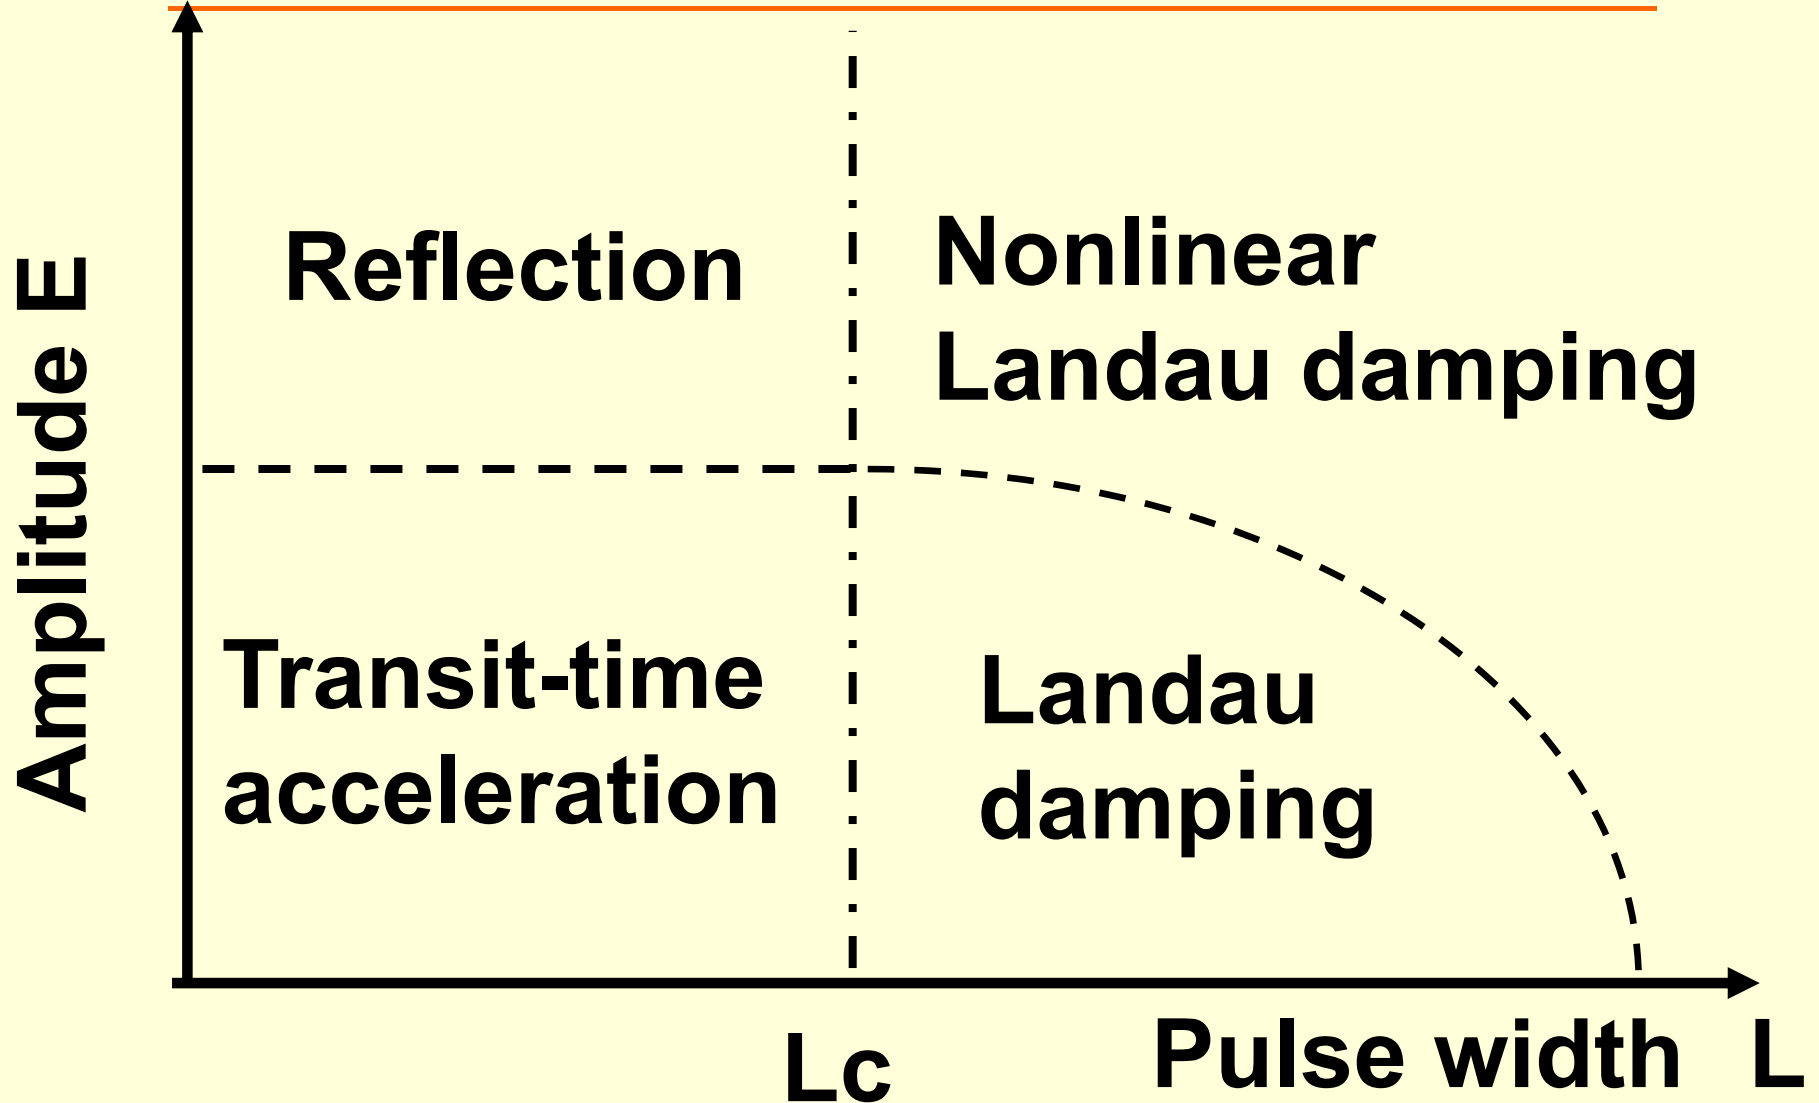 Amplitude E
Reflection
Nonlinear
Landau damping
Transit-time
acceleration
Landau
damping
Lc
Pulse width L